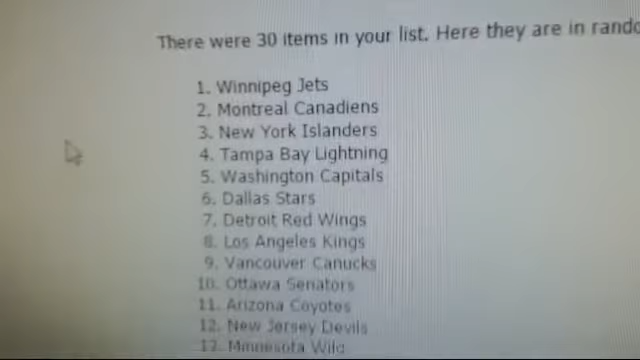 There were 30 items in your list. Here they are in rando
1. Winnipeg Jets
2. Montreal Canadiens
3. New York Islanders
4. Tampa Bay Lightning
5. Washington Capitals
6. Dallas Stars
7. Detroit Red Wings
8. Los Angeles Kings
9. Vancouver Canucks
10. Ottawa Senators
11. Arizona Coyotes
12. New Jersey Devils
13. Minnesota Wild